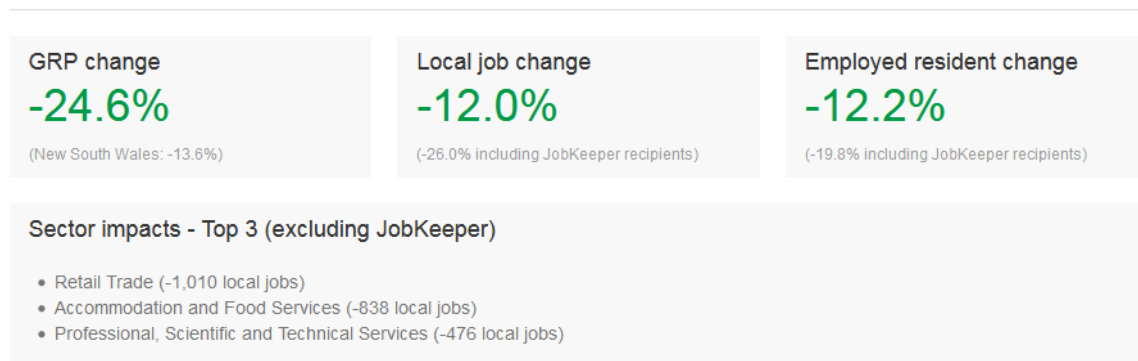 GRP change
-24.6%
(New South Wales: -13.6%)
Local job change
-12.0%
(-26.0% including JobKeeper recipients)
Employed resident change
-12.2%
(-19.8% including JobKeeper recipients)
Sector impacts - Top 3 (excluding JobKeeper)
• Retail Trade (-1,010 local jobs)
• Accommodation and Food Services (-838 local jobs)
• Professional, Scientific and Technical Services (-476 local jobs)